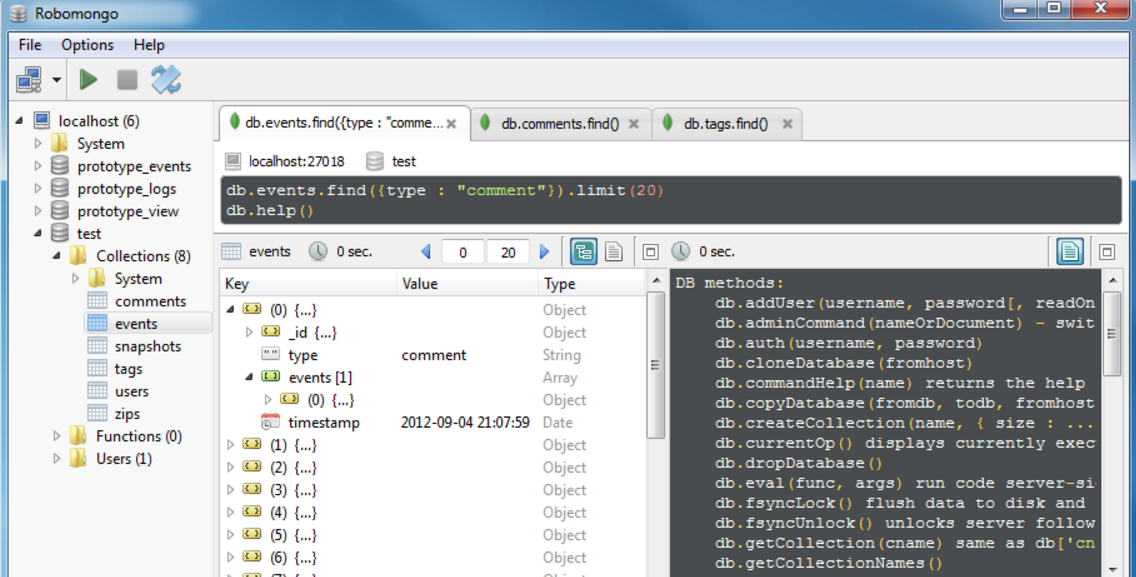 Robomongo
File Options Help
localhost (6)
System
prototype_events
prototype_logs
prototype_view
test
Collections (8)
System
comments
events
snapshots
tags
users
zips
Functions (0)
Users (1)
db.events.find({type : "comme...
db.comments.find()
db.tags.find()
localhost:27018 test
db.events.find({type : "comment"}).limit(20)
db.help()
events 0 sec. 0 20
Key Value Type
(0) {...} Object
_id {...} Object
type comment String
events [1] Array
(0) {...} Object
timestamp 2012-09-04 21:07:59 Date
(1) {...} Object
(2) {...} Object
(3) {...} Object
(4) {...} Object
(5) {...} Object
(6) {...} Object
0 sec.
DB methods:
db.addUser(username, password[, readOn
db.adminCommand(nameOrDocument) - swit
db.auth(username, password)
db.cloneDatabase(fromhost)
db.commandHelp(name) returns the help
db.copyDatabase(fromdb, todb, fromhost
db.createCollection(name, { size : ...
db.currentOp() displays currently exec
db.dropDatabase()
db.eval(func, args) run code server-si
db.fsyncLock() flush data to disk and
db.fsyncUnlock() unlocks server follow
db.getCollection(cname) same as db['cn
db.getCollectionNames()